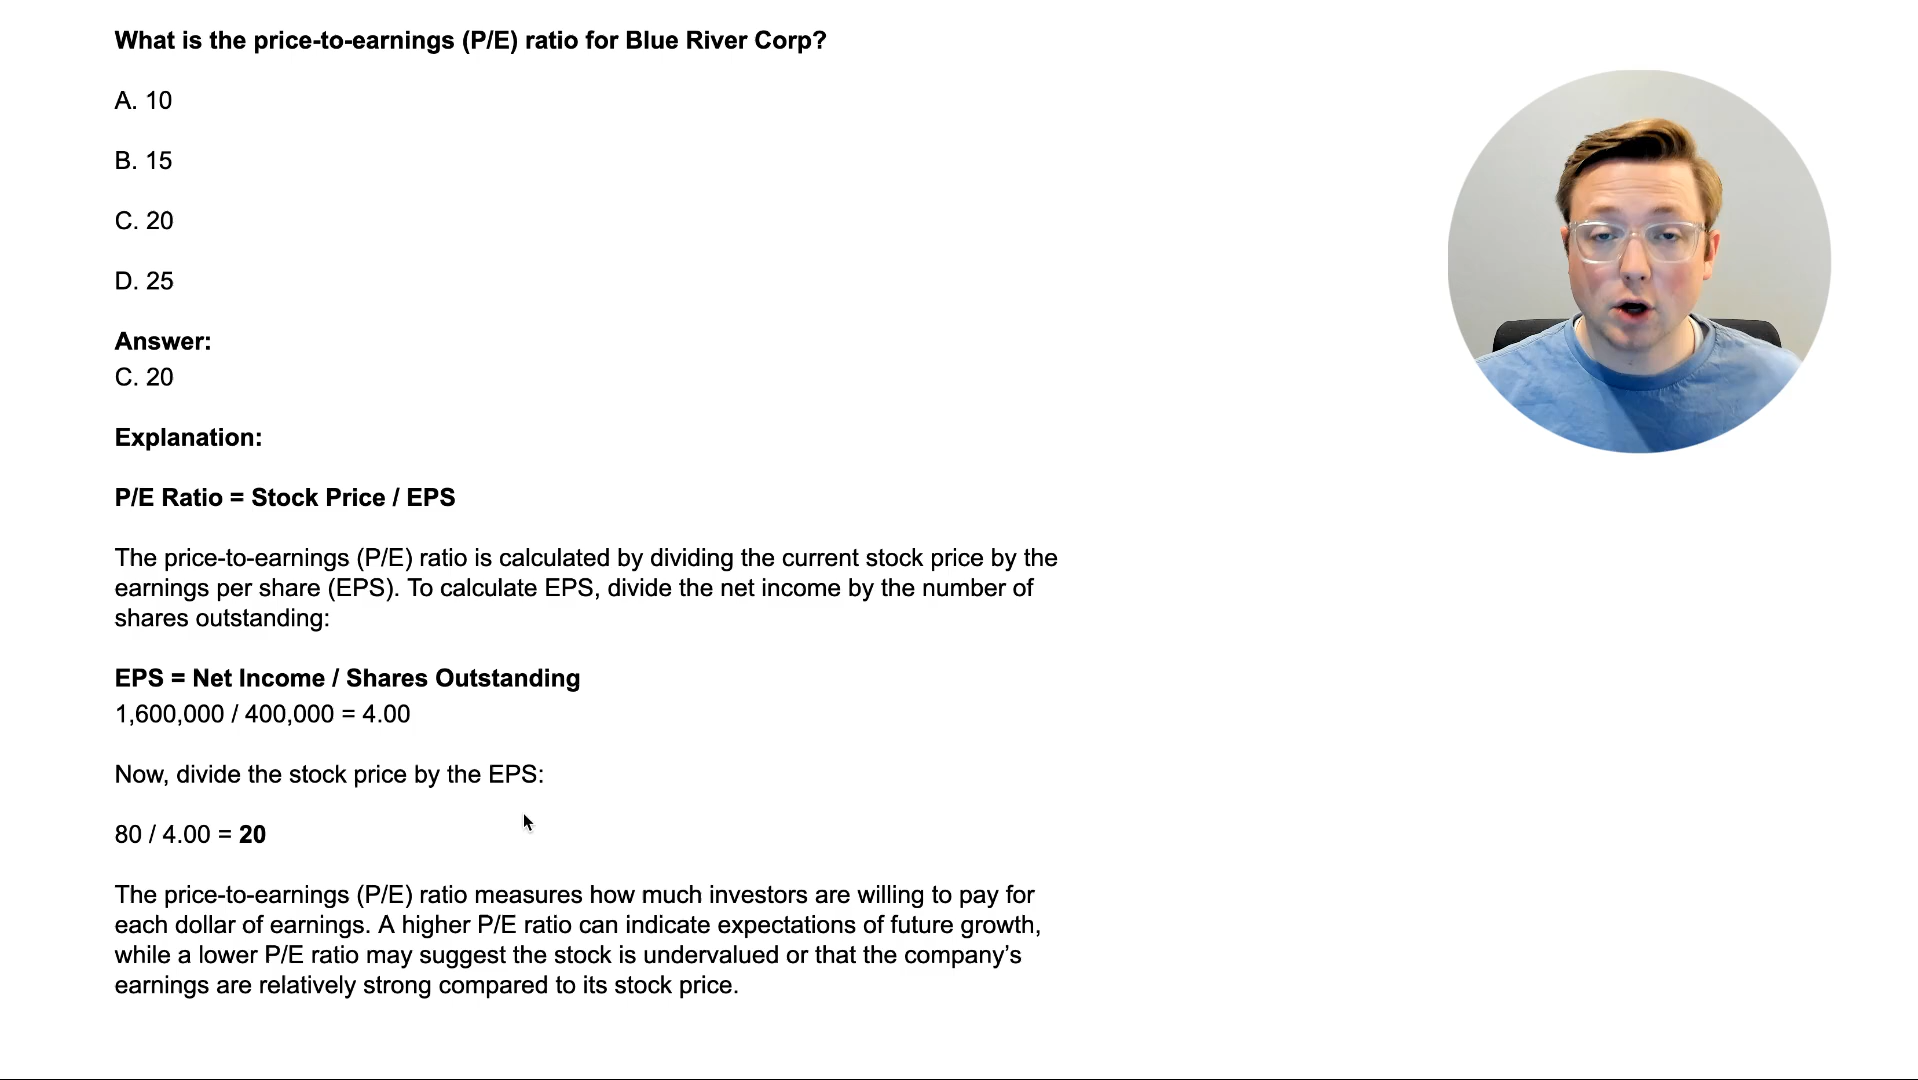 What is the price-to-earnings (P/E) ratio for Blue River Corp?
A. 10
B. 15
C. 20
D. 25
Answer:
C. 20
Explanation:
P/E Ratio = Stock Price / EPS
The price-to-earnings (P/E) ratio is calculated by dividing the current stock price by the
earnings per share (EPS). To calculate EPS, divide the net income by the number of
shares outstanding:
EPS = Net Income / Shares Outstanding
1,600,000 / 400,000 = 4.00
Now, divide the stock price by the EPS:
80 / 4.00 = 20
The price-to-earnings (P/E) ratio measures how much investors are willing to pay for
each dollar of earnings. A higher P/E ratio can indicate expectations of future growth,
while a lower P/E ratio may suggest the stock is undervalued or that the company’s
earnings are relatively strong compared to its stock price.